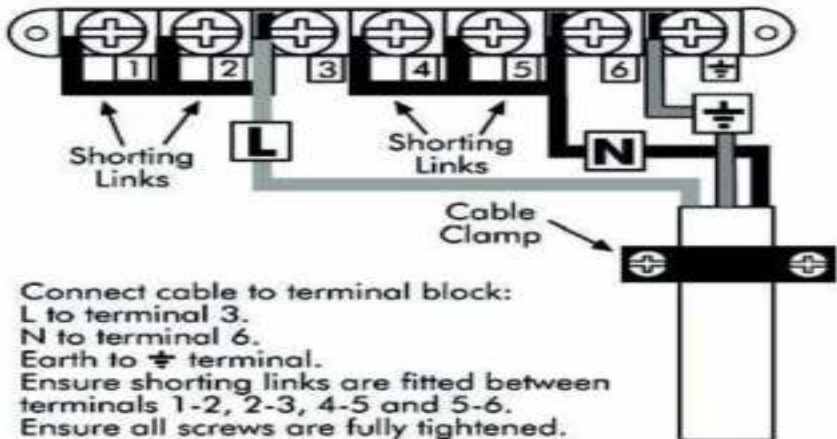 1 2 3 4 5 6
Shorting Links
L
Shorting Links
N
Cable Clamp
Connect cable to terminal block:
L to terminal 3.
N to terminal 6.
Earth to ⏚ terminal.
Ensure shorting links are fitted between
terminals 1-2, 2-3, 4-5 and 5-6.
Ensure all screws are fully tightened.